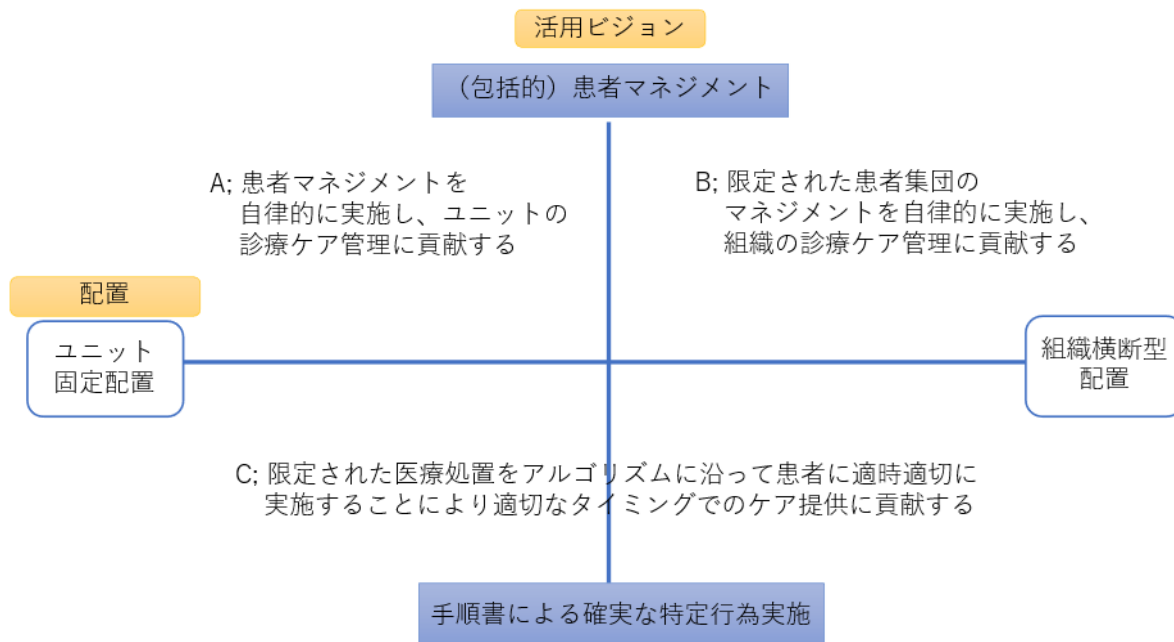 活用ビジョン
（包括的）患者マネジメント
A; 患者マネジメントを
自律的に実施し、ユニットの
診療ケア管理に貢献する
B; 限定された患者集団の
マネジメントを自律的に実施し、
組織の診療ケア管理に貢献する
配置
ユニット
固定配置
組織横断型
配置
C; 限定された医療処置をアルゴリズムに沿って患者に適時適切に
実施することにより適切なタイミングでのケア提供に貢献する
手順書による確実な特定行為実施